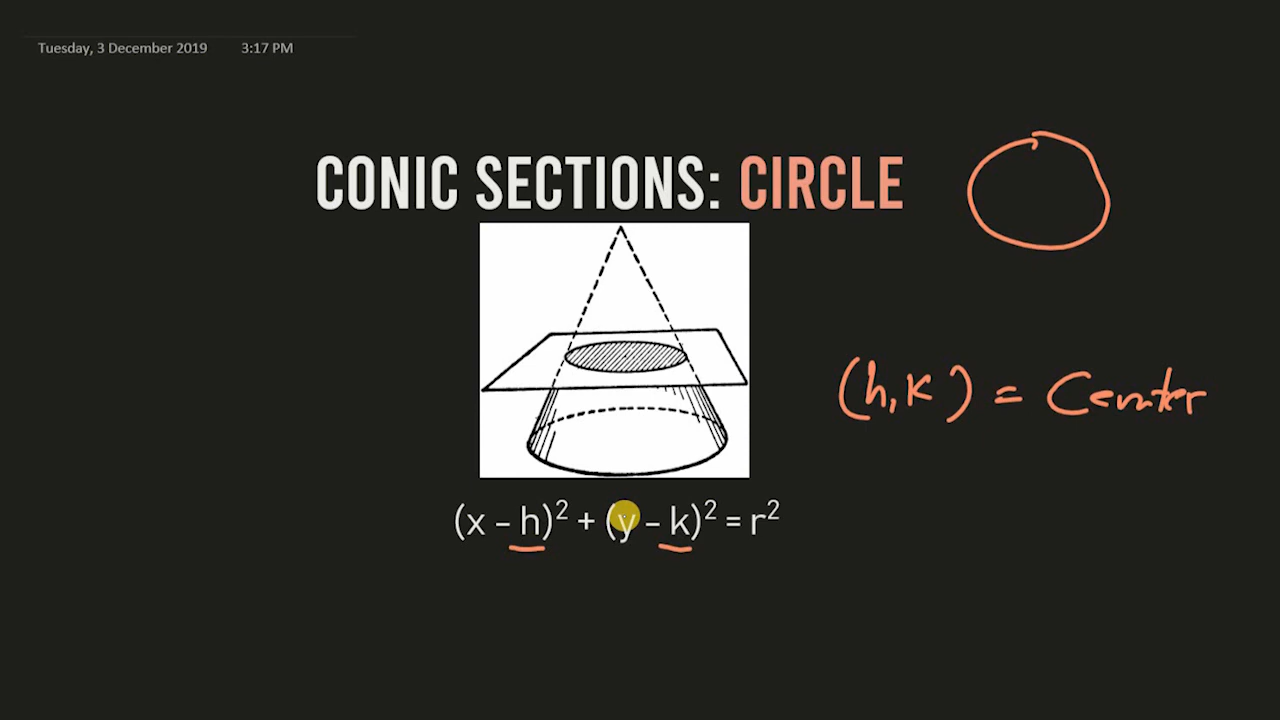 Tuesday, 3 December 2019 3:17 PM
CONIC SECTIONS: CIRCLE
(h, k) = Center
(x – h)² + (y – k)² = r²